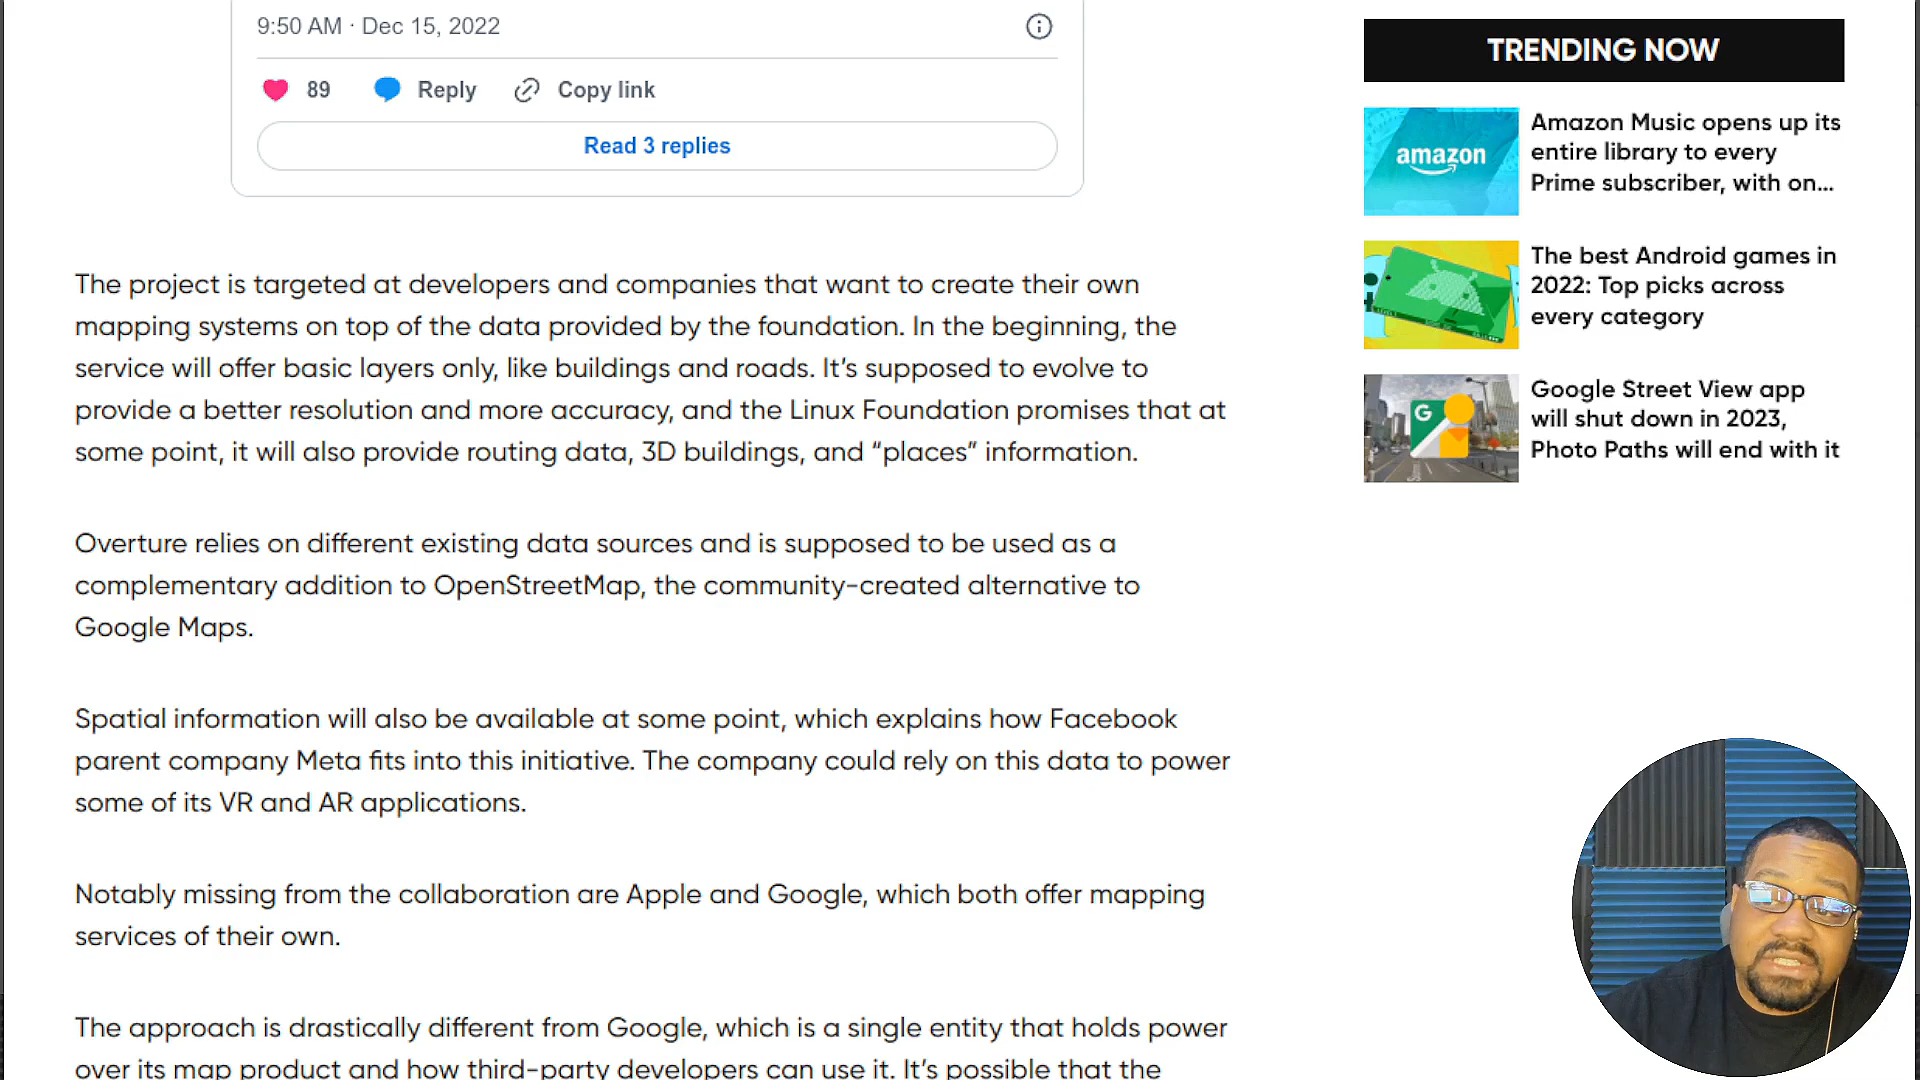 9:50 AM · Dec 15, 2022
89
Reply
Copy link
Read 3 replies
The project is targeted at developers and companies that want to create their own
mapping systems on top of the data provided by the foundation. In the beginning, the
service will offer basic layers only, like buildings and roads. It’s supposed to evolve to
provide a better resolution and more accuracy, and the Linux Foundation promises that at
some point, it will also provide routing data, 3D buildings, and “places” information.
Overture relies on different existing data sources and is supposed to be used as a
complementary addition to OpenStreetMap, the community-created alternative to
Google Maps.
Spatial information will also be available at some point, which explains how Facebook
parent company Meta fits into this initiative. The company could rely on this data to power
some of its VR and AR applications.
Notably missing from the collaboration are Apple and Google, which both offer mapping
services of their own.
The approach is drastically different from Google, which is a single entity that holds power
over its map product and how third-party developers can use it. It’s possible that the
TRENDING NOW
amazon
Amazon Music opens up its
entire library to every
Prime subscriber, with on...
The best Android games in
2022: Top picks across
every category
G
Google Street View app
will shut down in 2023,
Photo Paths will end with it